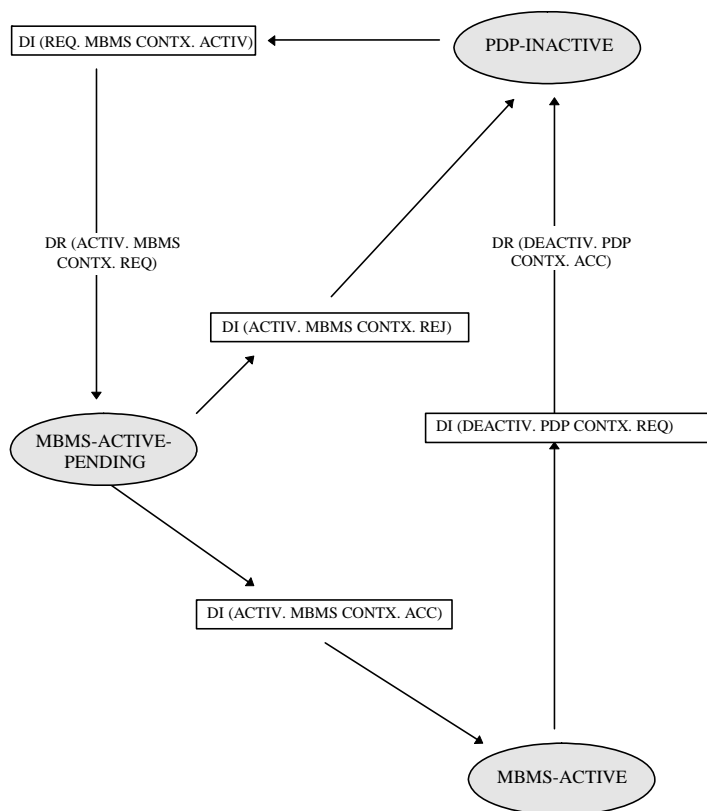 DI (REQ. MBMS CONTX. ACTIV)
PDP-INACTIVE
DR (ACTIV. MBMS
CONTX. REQ)
DR (DEACTIV. PDP
CONTX. ACC)
DI (ACTIV. MBMS CONTX. REJ)
MBMS-ACTIVE-
PENDING
DI (DEACTIV. PDP CONTX. REQ)
DI (ACTIV. MBMS CONTX. ACC)
MBMS-ACTIVE